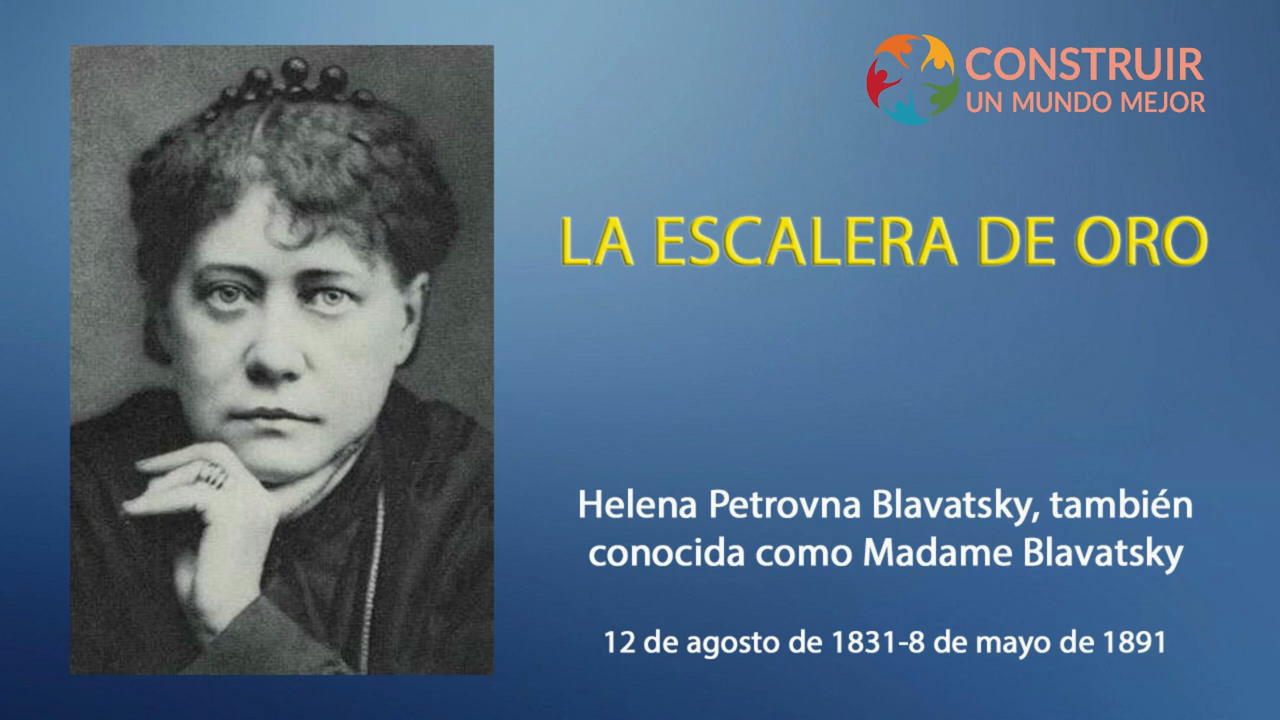 CONSTRUIR
UN MUNDO MEJOR
LA ESCALERA DE ORO
Helena Petrovna Blavatsky, también
conocida como Madame Blavatsky
12 de agosto de 1831-8 de mayo de 1891